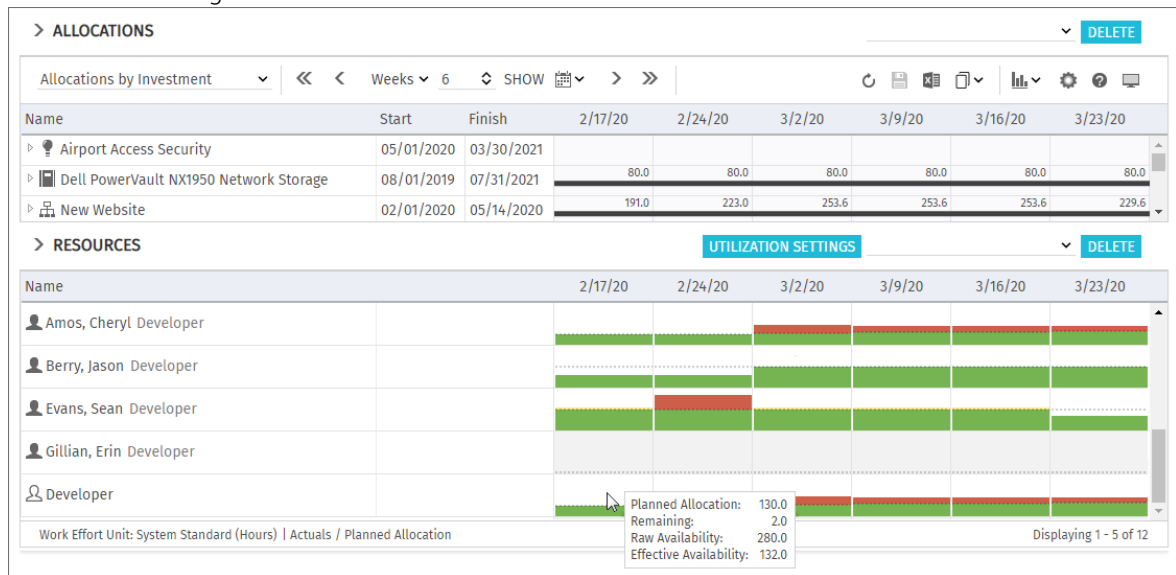 ALLOCATIONS DELETE
Allocations by Investment Weeks 6 SHOW
Name Start Finish 2/17/20 2/24/20 3/2/20 3/9/20 3/16/20 3/23/20
Airport Access Security 05/01/2020 03/30/2021
Dell PowerVault NX1950 Network Storage 08/01/2019 07/31/2021 80.0 80.0 80.0 80.0 80.0 80.0
New Website 02/01/2020 05/14/2020 191.0 223.0 253.6 253.6 253.6 229.6
RESOURCES UTILIZATION SETTINGS DELETE
Name 2/17/20 2/24/20 3/2/20 3/9/20 3/16/20 3/23/20
Amos, Cheryl Developer
Berry, Jason Developer
Evans, Sean Developer
Gillian, Erin Developer
Developer
Planned Allocation: 130.0
Remaining: 2.0
Raw Availability: 280.0
Effective Availability: 132.0
Work Effort Unit: System Standard (Hours) | Actuals / Planned Allocation Displaying 1 - 5 of 12